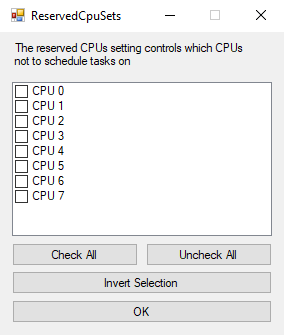 ReservedCpuSets
The reserved CPUs setting controls which CPUs
not to schedule tasks on
CPU 0
CPU 1
CPU 2
CPU 3
CPU 4
CPU 5
CPU 6
CPU 7
Check All
Uncheck All
Invert Selection
OK